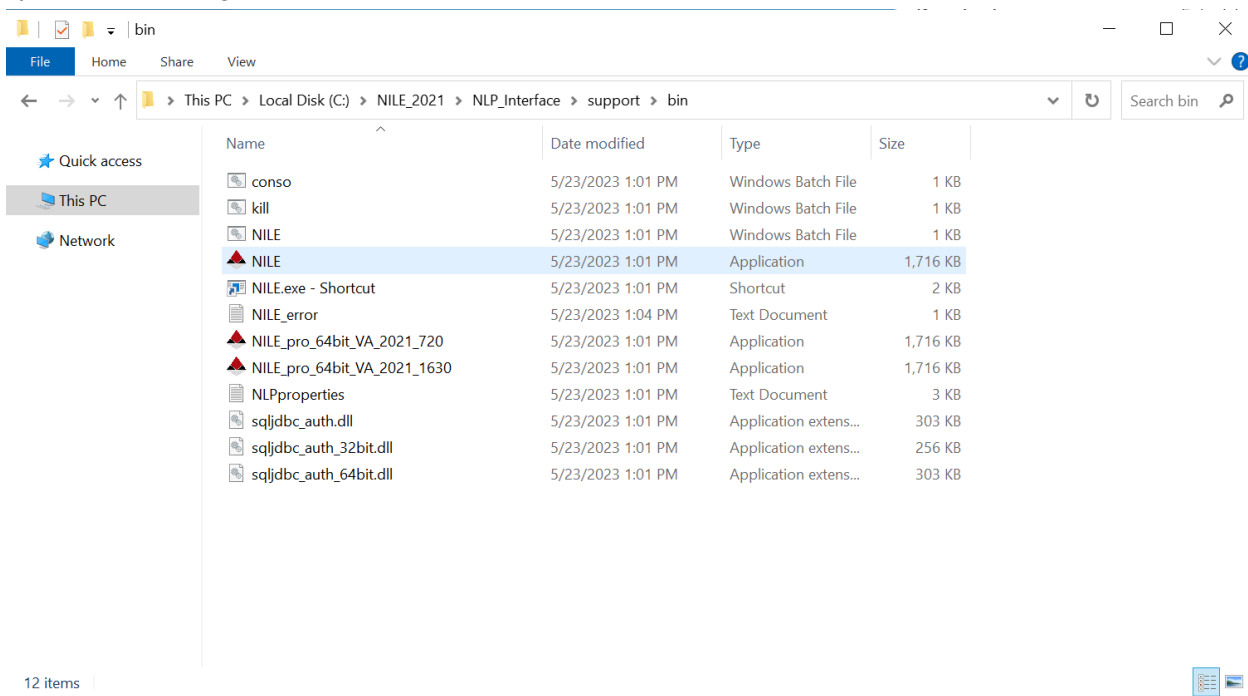 bin
File Home Share View
This PC > Local Disk (C:) > NILE_2021 > NLP_Interface > support > bin
Search bin
Name Date modified Type Size
Quick access
This PC
Network
conso 5/23/2023 1:01 PM Windows Batch File 1 KB
kill 5/23/2023 1:01 PM Windows Batch File 1 KB
NILE 5/23/2023 1:01 PM Windows Batch File 1 KB
NILE 5/23/2023 1:01 PM Application 1,716 KB
NILE.exe - Shortcut 5/23/2023 1:01 PM Shortcut 2 KB
NILE_error 5/23/2023 1:04 PM Text Document 1 KB
NILE_pro_64bit_VA_2021_720 5/23/2023 1:01 PM Application 1,716 KB
NILE_pro_64bit_VA_2021_1630 5/23/2023 1:01 PM Application 1,716 KB
NLPproperties 5/23/2023 1:01 PM Text Document 3 KB
sqljdbc_auth.dll 5/23/2023 1:01 PM Application extens... 303 KB
sqljdbc_auth_32bit.dll 5/23/2023 1:01 PM Application extens... 256 KB
sqljdbc_auth_64bit.dll 5/23/2023 1:01 PM Application extens... 303 KB
12 items